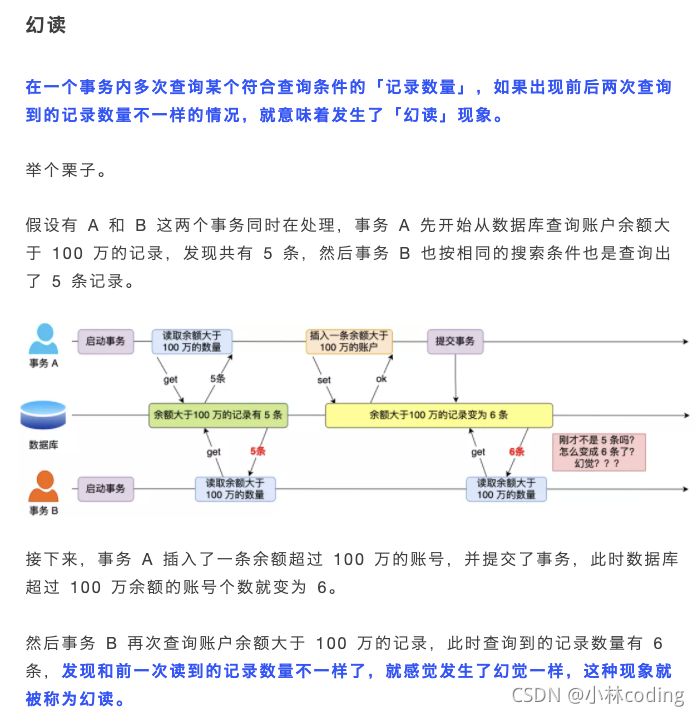 幻读
在一个事务内多次查询某个符合查询条件的「记录数量」，如果出现前后两次查询
到的记录数量不一样的情况，就意味着发生了「幻读」现象。
举个栗子。
假设有 A 和 B 这两个事务同时在处理，事务 A 先开始从数据库查询账户余额大
于 100 万的记录，发现共有 5 条，然后事务 B 也按相同的搜索条件也是查询出
了 5 条记录。
事务 A
启动事务
读取余额大于
100 万的数量
插入一条余额大于
100 万的账户
提交事务
get
5条
set
ok
数据库
余额大于100 万的记录有 5 条
余额大于100 万的记录变为 6 条
get
5条
get
6条
刚才不是 5 条吗?
怎么变成 6 条了?
幻觉? ? ?
事务 B
启动事务
读取余额大于
100 万的数量
读取余额大于
100 万的数量
接下来，事务 A 插入了一条余额超过 100 万的账号，并提交了事务，此时数据库
超过 100 万余额的账号个数就变为 6。
然后事务 B 再次查询账户余额大于 100 万的记录，此时查询到的记录数量有 6
条，发现和前一次读到的记录数量不一样了，就感觉发生了幻觉一样，这种现象就
被称为幻读。
CSDN @小林coding